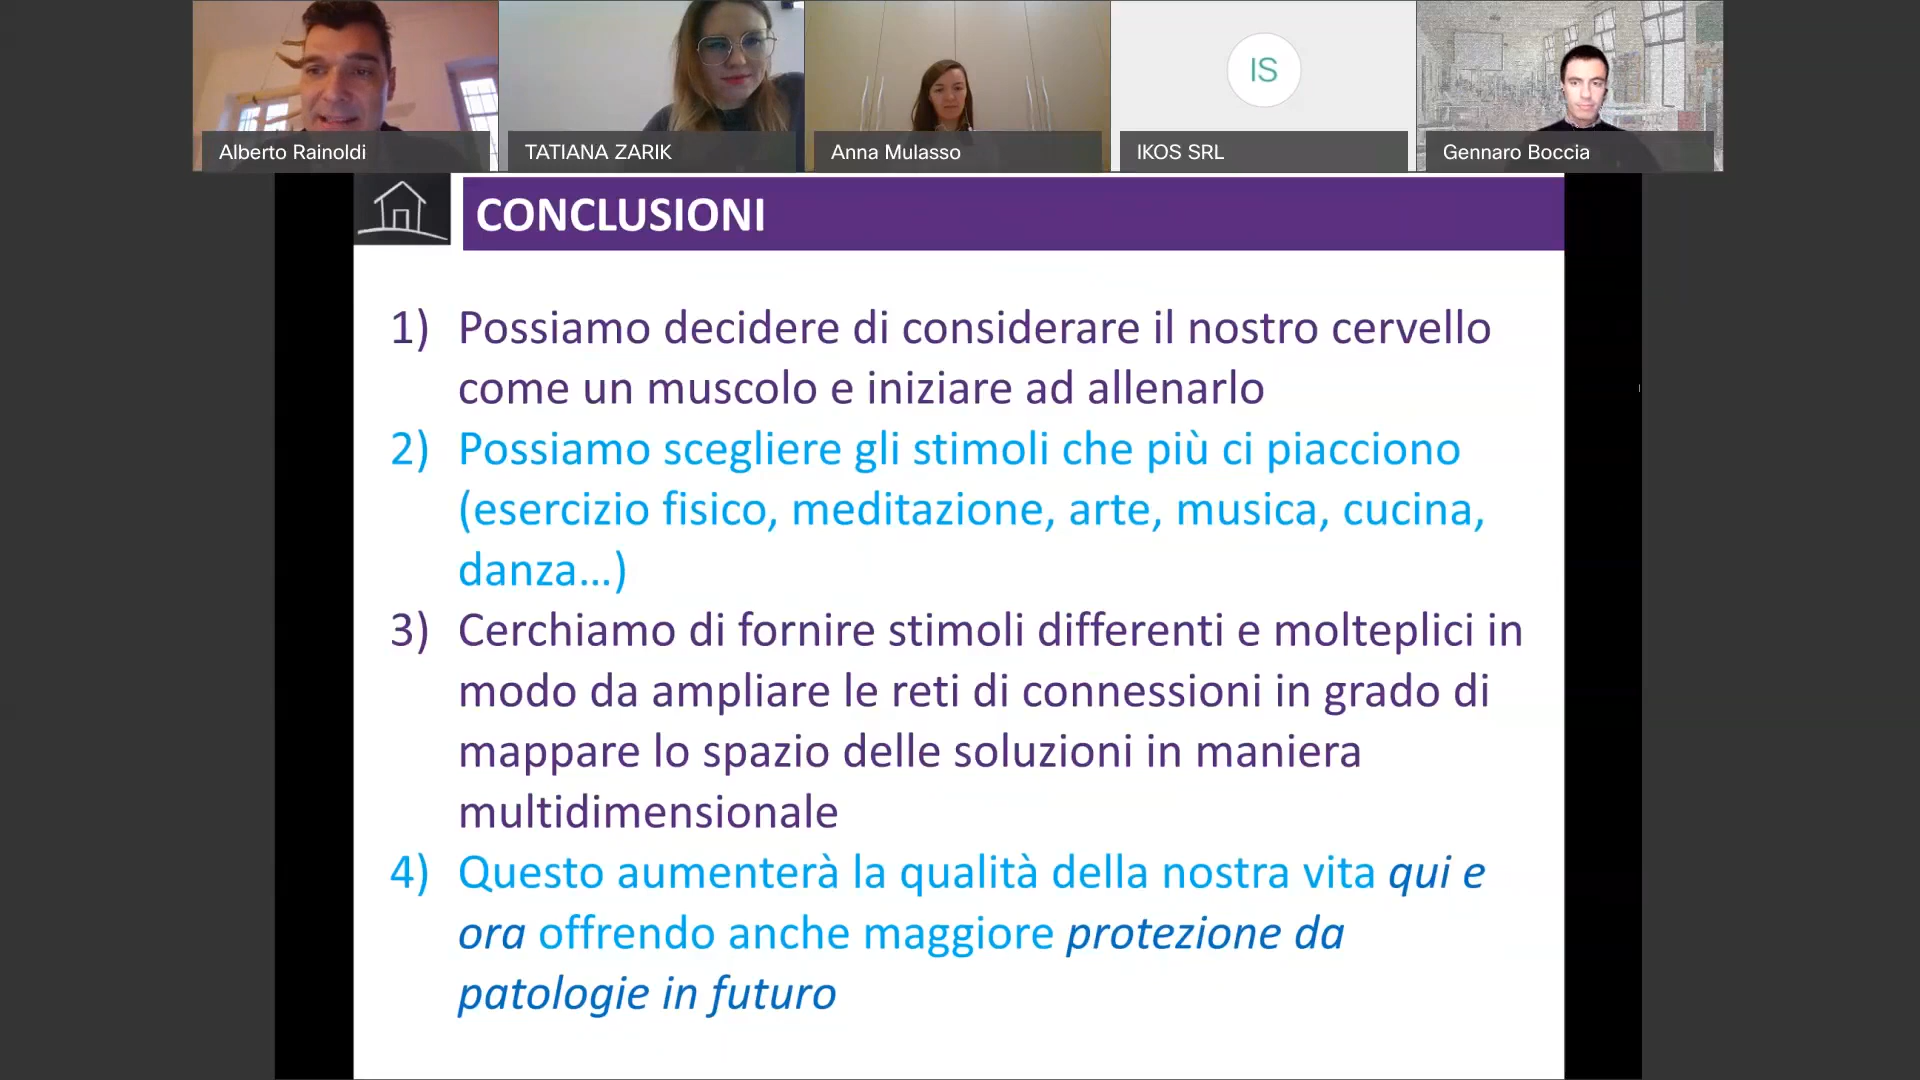 Alberto Rainoldi
TATIANA ZARIK
Anna Mulasso
IS
IKOS SRL
Gennaro Boccia
CONCLUSIONI
1) Possiamo decidere di considerare il nostro cervello
come un muscolo e iniziare ad allenarlo
2) Possiamo scegliere gli stimoli che più ci piacciono
(esercizio fisico, meditazione, arte, musica, cucina,
danza...)
3) Cerchiamo di fornire stimoli differenti e molteplici in
modo da ampliare le reti di connessioni in grado di
mappare lo spazio delle soluzioni in maniera
multidimensionale
4) Questo aumenterà la qualità della nostra vita qui e
ora offrendo anche maggiore protezione da
patologie in futuro